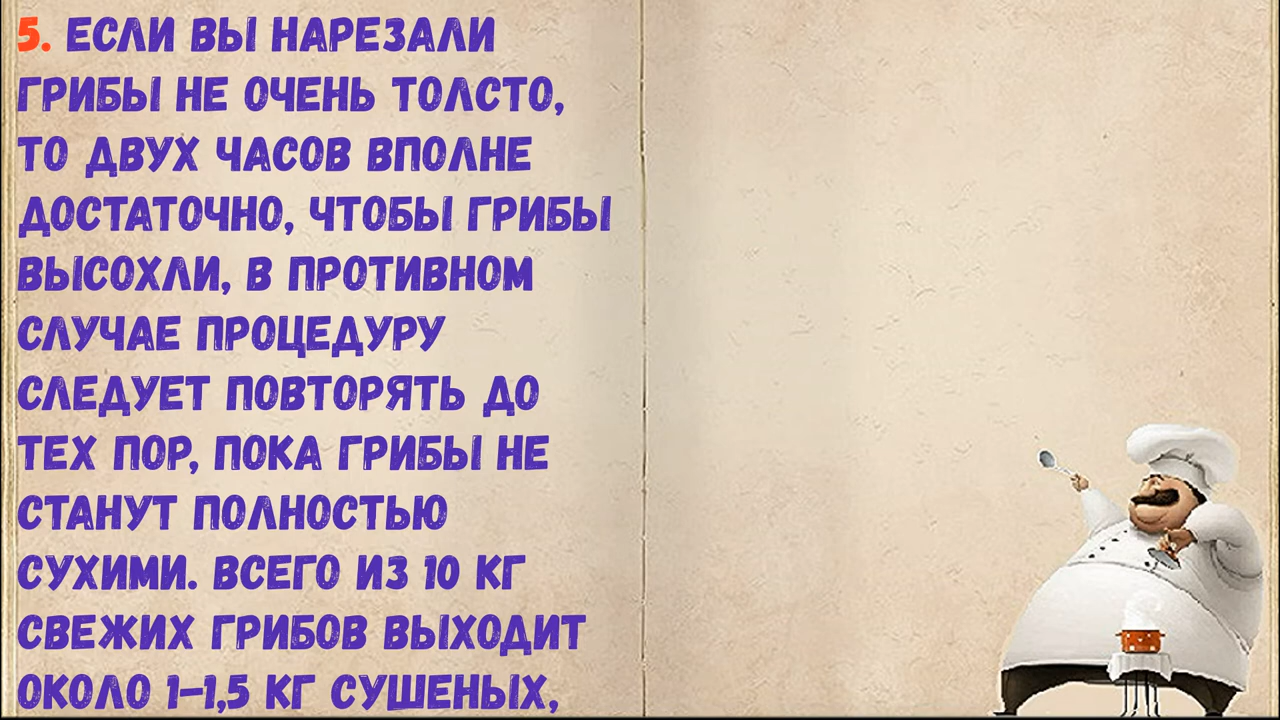 5. ЕСЛИ ВЫ НАРЕЗАЛИ
ГРИБЫ НЕ ОЧЕНЬ ТОЛСТО,
ТО ДВУХ ЧАСОВ ВПОЛНЕ
ДОСТАТОЧНО, ЧТОБЫ ГРИБЫ
ВЫСОХЛИ, В ПРОТИВНОМ
СЛУЧАЕ ПРОЦЕДУРУ
СЛЕДУЕТ ПОВТОРЯТЬ ДО
ТЕХ ПОР, ПОКА ГРИБЫ НЕ
СТАНУТ ПОЛНОСТЬЮ
СУХИМИ. ВСЕГО ИЗ 10 КГ
СВЕЖИХ ГРИБОВ ВЫХОДИТ
ОКОЛО 1-1,5 КГ СУШЕНЫХ,